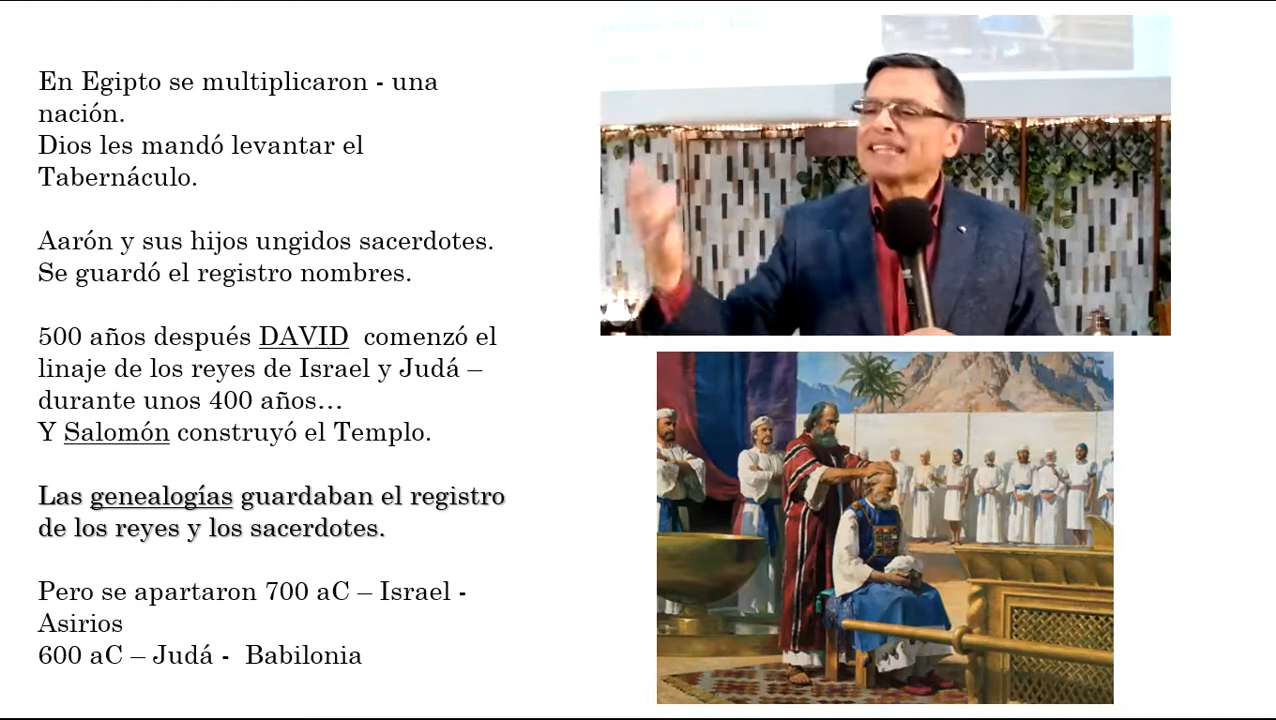 En Egipto se multiplicaron - una
nación.
Dios les mandó levantar el
Tabernáculo.
Aarón y sus hijos ungidos sacerdotes.
Se guardó el registro nombres.
500 años después DAVID comenzó el
linaje de los reyes de Israel y Judá –
durante unos 400 años…
Y Salomón construyó el Templo.
Las genealogías guardaban el registro
de los reyes y los sacerdotes.
Pero se apartaron 700 aC – Israel -
Asirios
600 aC – Judá - Babilonia